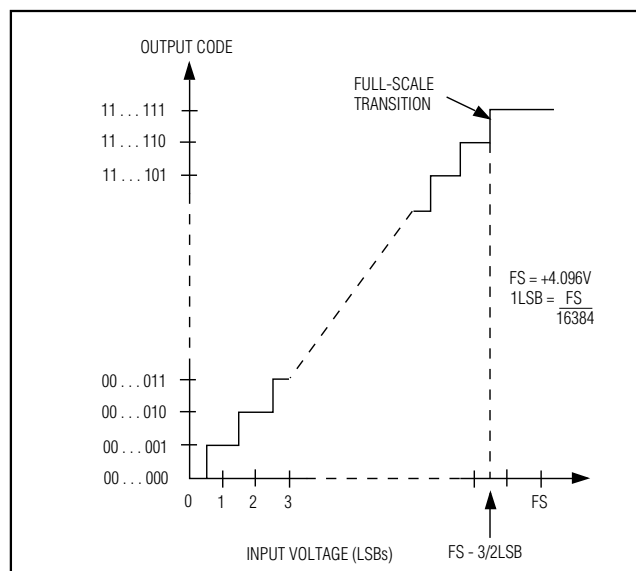 OUTPUT CODE
FULL-SCALE
TRANSITION
11 . . . 111
11 . . . 110
11 . . . 101
FS = +4.096V
1LSB = FS
16384
00 . . . 011
00 . . . 010
00 . . . 001
00 . . . 000
0 1 2 3 FS
INPUT VOLTAGE (LSBs) FS - 3/2LSB